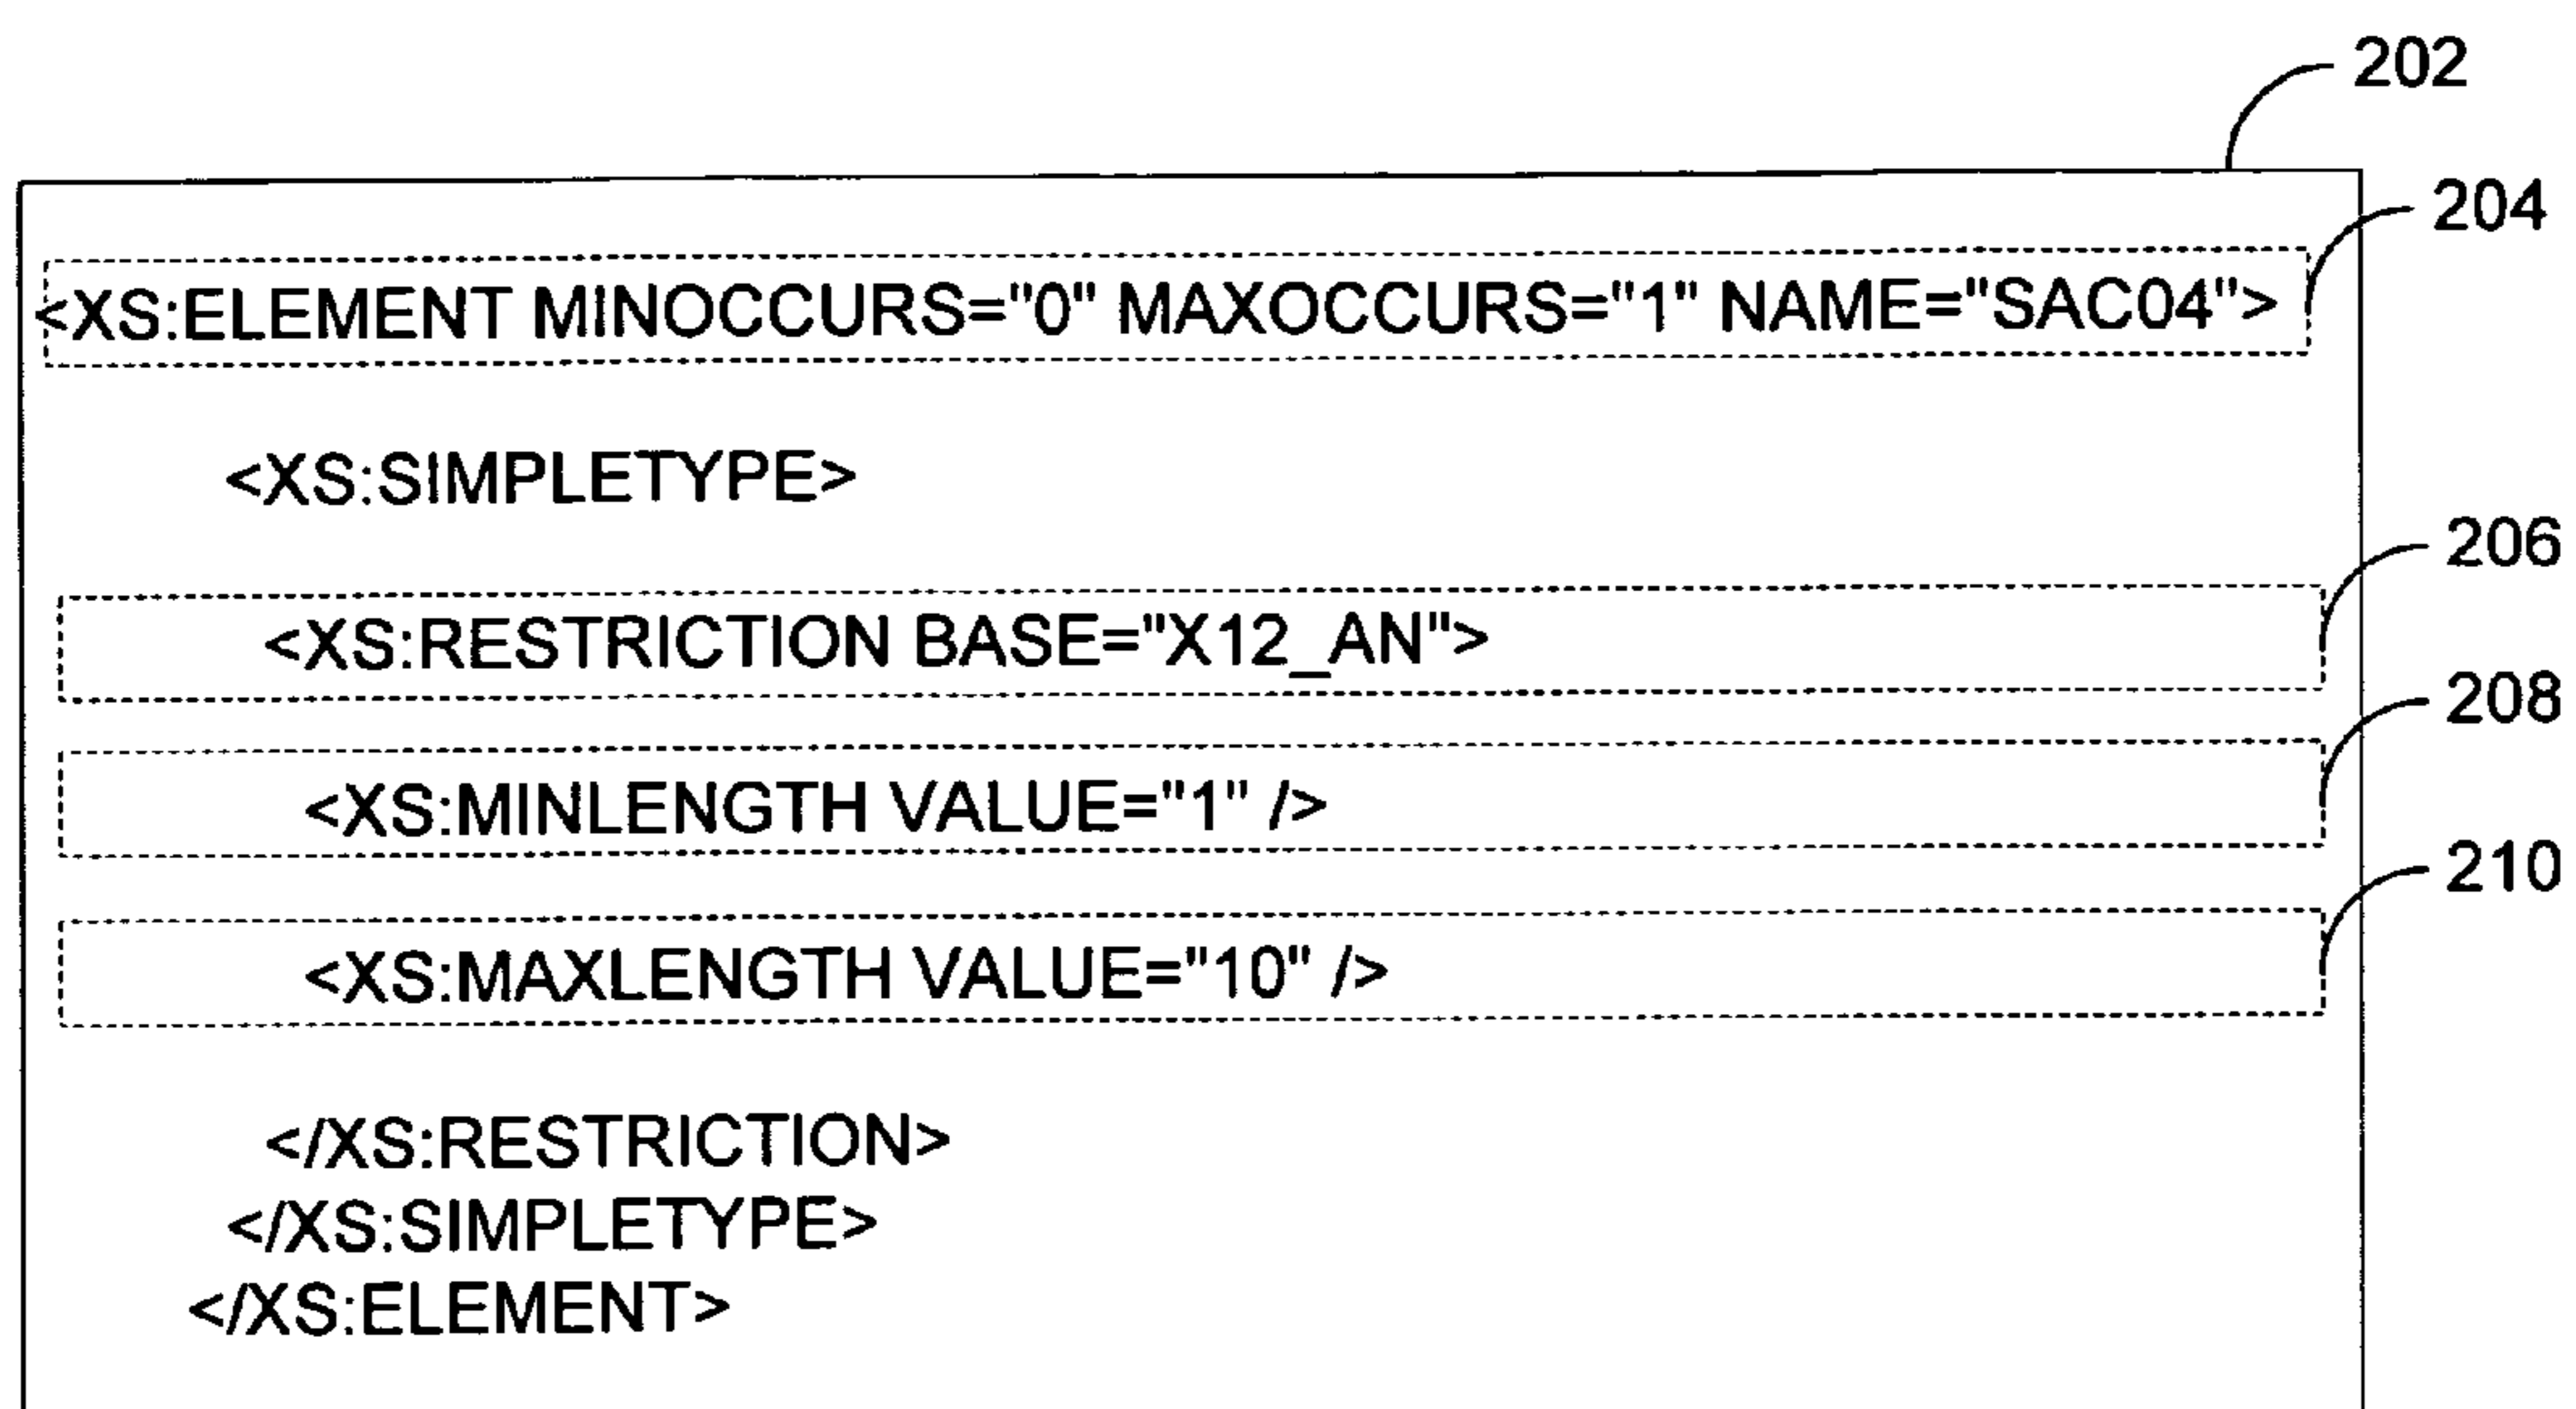 202
204
<XS:ELEMENT MINOCCURS="0" MAXOCCURS="1" NAME="SAC04">
<XS:SIMPLETYPE>
206
<XS:RESTRICTION BASE="X12_AN">
208
<XS:MINLENGTH VALUE="1" />
210
<XS:MAXLENGTH VALUE="10" />
</XS:RESTRICTION>
</XS:SIMPLETYPE>
</XS:ELEMENT>